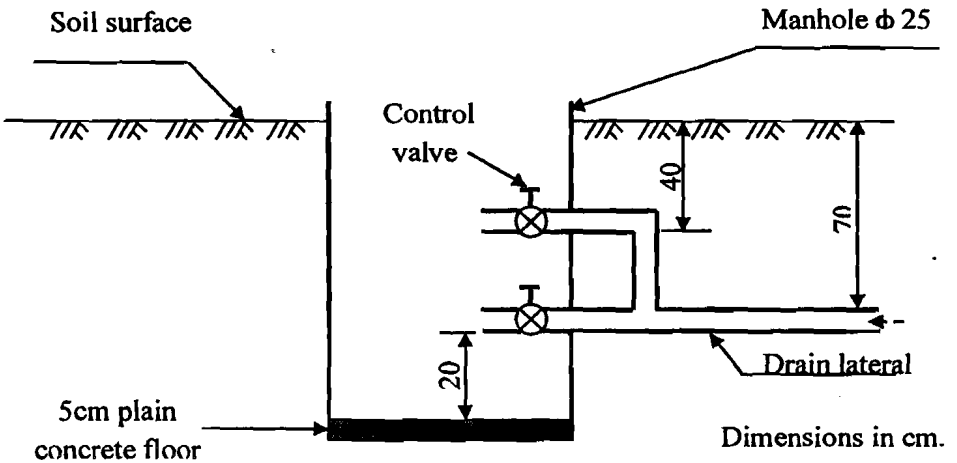 Soil surface
Manhole ф 25
Control
valve
40
70
20
Drain lateral
5cm plain
concrete floor
Dimensions in cm.